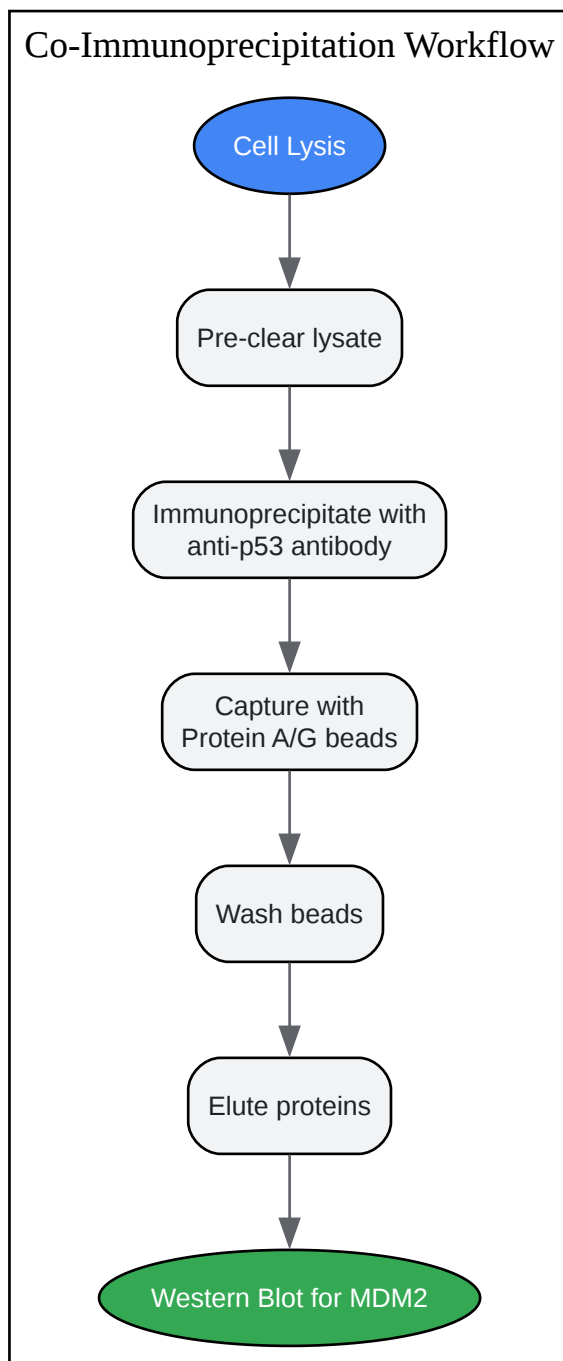 Co-Immunoprecipitation Workflow
Cell Lysis
Pre-clear lysate
Immunoprecipitate with
anti-p53 antibody
Capture with
Protein A/G beads
Wash beads
Elute proteins
Western Blot for MDM2